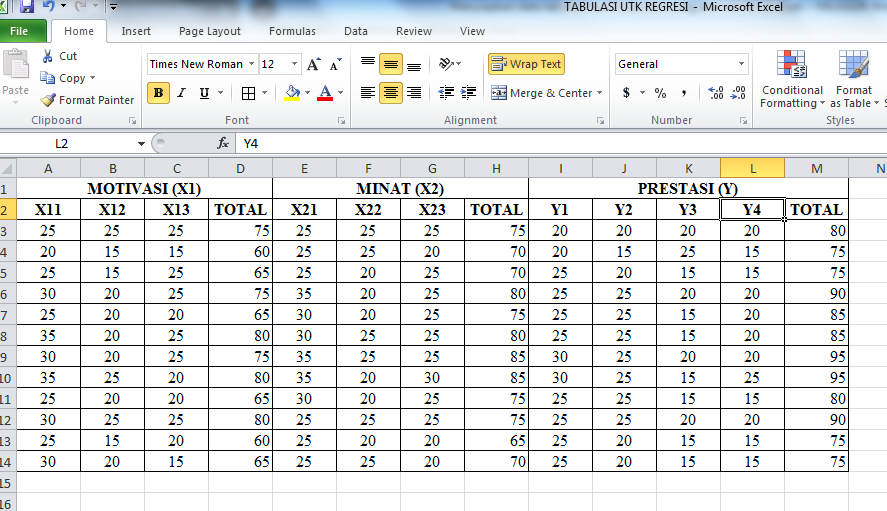 TABULASI UTK REGRESI - Microsoft Excel
File Home Insert Page Layout Formulas Data Review View
Paste Cut Copy Format Painter
Times New Roman 12 A A
B I U A
Wrap Text
Merge & Center
General
$ % ,
Conditional Formatting Format as Table
Clipboard Font Alignment Number Styles
L2 fx Y4
A B C D E F G H I J K L M N
1 MOTIVASI (X1) MINAT (X2) PRESTASI (Y)
2 X11 X12 X13 TOTAL X21 X22 X23 TOTAL Y1 Y2 Y3 Y4 TOTAL
3 25 25 25 75 25 25 25 75 20 20 20 20 80
4 20 15 15 60 25 25 20 70 20 15 25 15 75
5 25 15 25 65 25 20 25 70 25 20 15 15 75
6 30 20 25 75 35 20 25 80 25 25 20 20 90
7 25 20 20 65 30 20 25 75 25 25 15 20 85
8 35 20 25 80 30 25 25 80 25 25 15 20 85
9 30 20 25 75 35 25 25 85 30 25 20 20 95
10 35 25 20 80 35 20 30 85 30 25 15 25 95
11 25 20 20 65 30 20 25 75 25 25 15 15 80
12 30 25 25 80 25 25 25 75 25 25 20 20 90
13 25 15 20 60 25 20 20 65 25 20 15 15 75
14 30 20 15 65 25 25 20 70 25 20 15 15 75
15
16